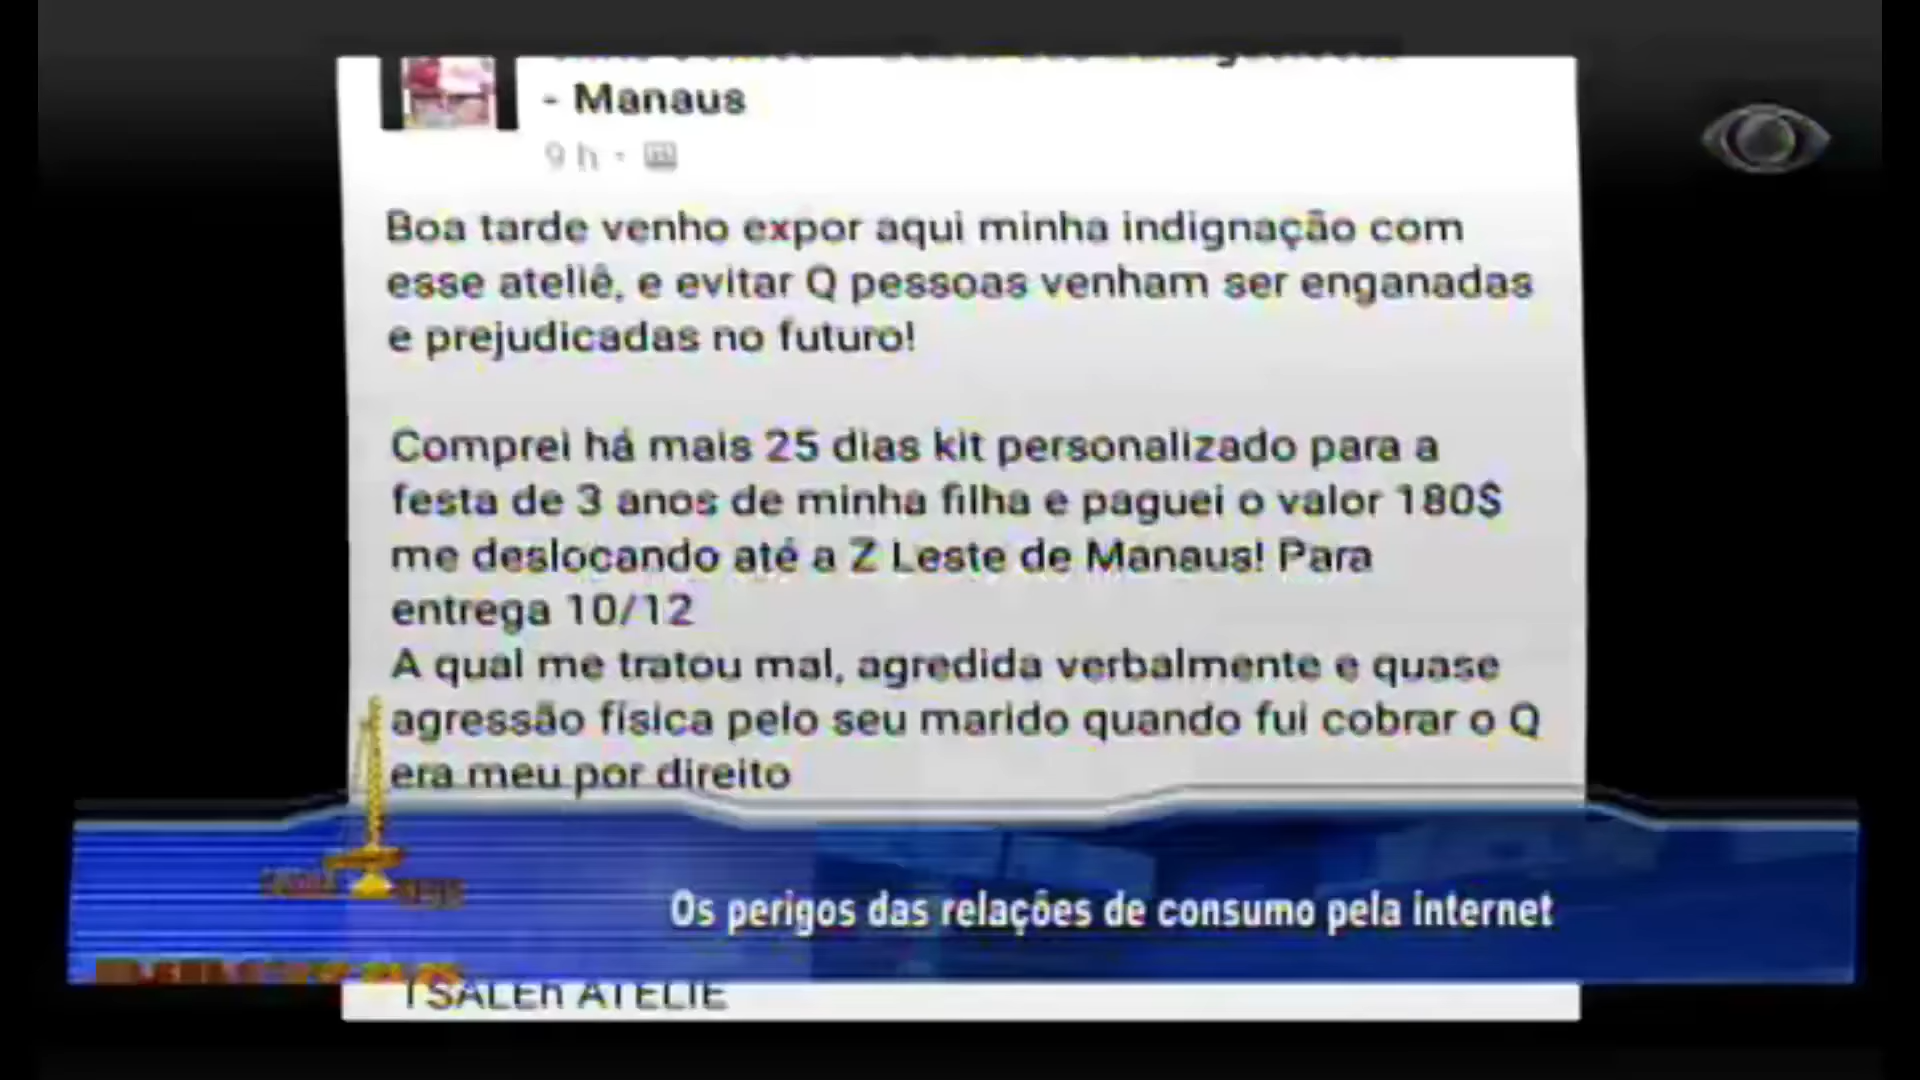 - Manaus
9 h ·
Boa tarde venho expor aqui minha indignação com
esse ateliê, e evitar Q pessoas venham ser enganadas
e prejudicadas no futuro!
Comprei há mais 25 dias kit personalizado para a
festa de 3 anos de minha filha e paguei o valor 180$
me deslocando até a Z Leste de Manaus! Para
entrega 10/12
A qual me tratou mal, agredida verbalmente e quase
agressão física pelo seu marido quando fui cobrar o Q
era meu por direito
Os perigos das relações de consumo pela internet
ATELIE